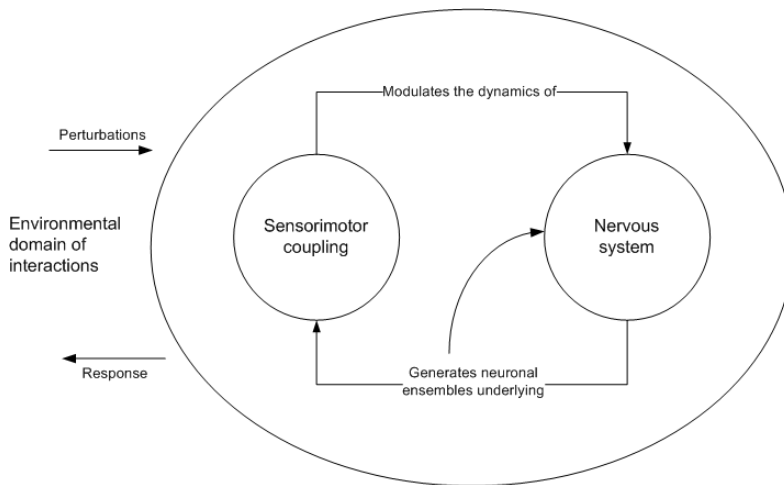 Modulates the dynamics of
Perturbations
Environmental
domain of
interactions
Sensorimotor
coupling
Nervous
system
Response
Generates neuronal
ensembles underlying